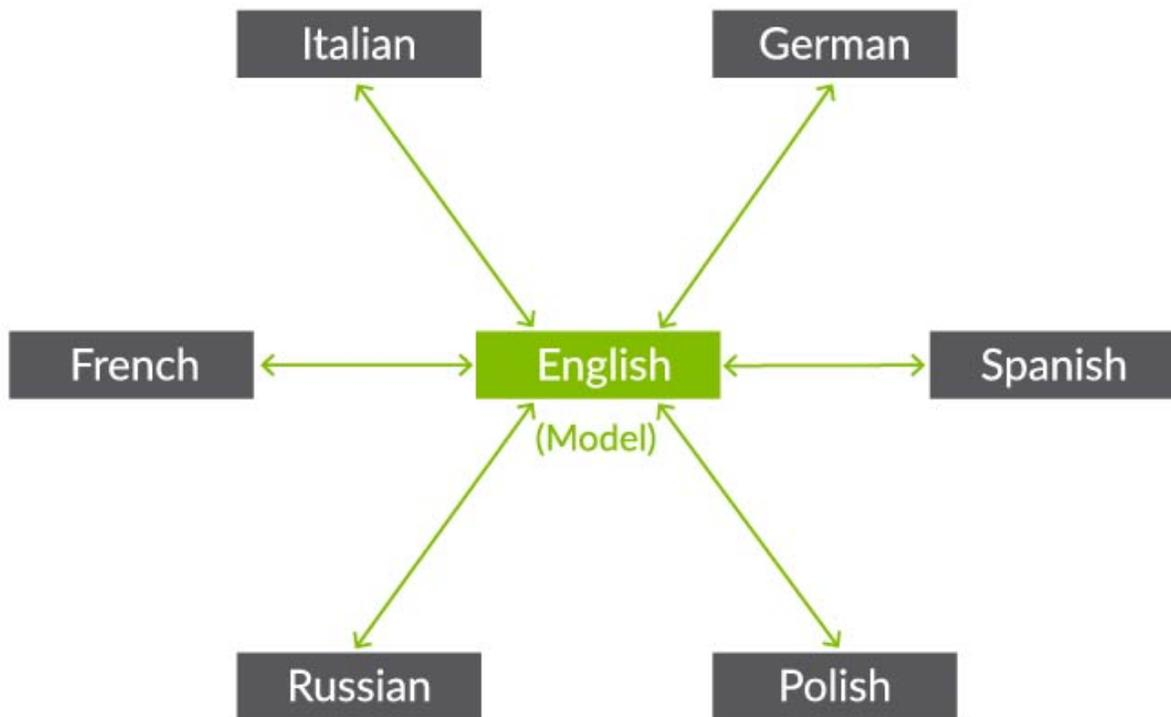 Italian
German
French
English
Spanish
(Model)
Russian
Polish